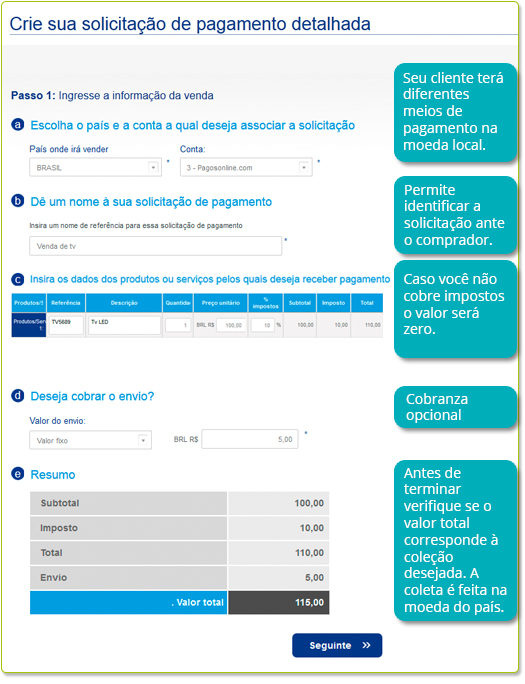 Crie sua solicitação de pagamento detalhada
Passo 1: Ingresse a informação da venda
a Escolha o país e a conta a qual deseja associar a solicitação
País onde irá vender
Conta:
BRASIL *
3 - Pagosonline.com *
Seu cliente terá
diferentes
meios de
pagamento na
moeda local.
b Dê um nome à sua solicitação de pagamento
Insira um nome de referência para essa solicitação de pagamento
Venda de tv *
Permite
identificar a
solicitação ante
o comprador.
c Insira os dados dos produtos ou serviços pelos quais deseja receber pagamento
Produtos/S Referência Descrição Quantidade Preço unitário % impostos Subtotal Imposto Total
Produtos/Serv 1: TV5689 Tv LED 1 BRL R$ 100,00 10 % 100,00 10,00 110,00
Caso você não
cobre impostos
o valor será
zero.
d Deseja cobrar o envio?
Valor do envio:
Valor fixo BRL R$ 5,00 *
Cobranza
opcional
e Resumo
Subtotal 100,00
Imposto 10,00
Total 110,00
Envio 5,00
. Valor total 115,00
Antes de
terminar
verifique se o
valor total
corresponde à
coleção
desejada. A
coleta é feita na
moeda do país.
Seguinte »